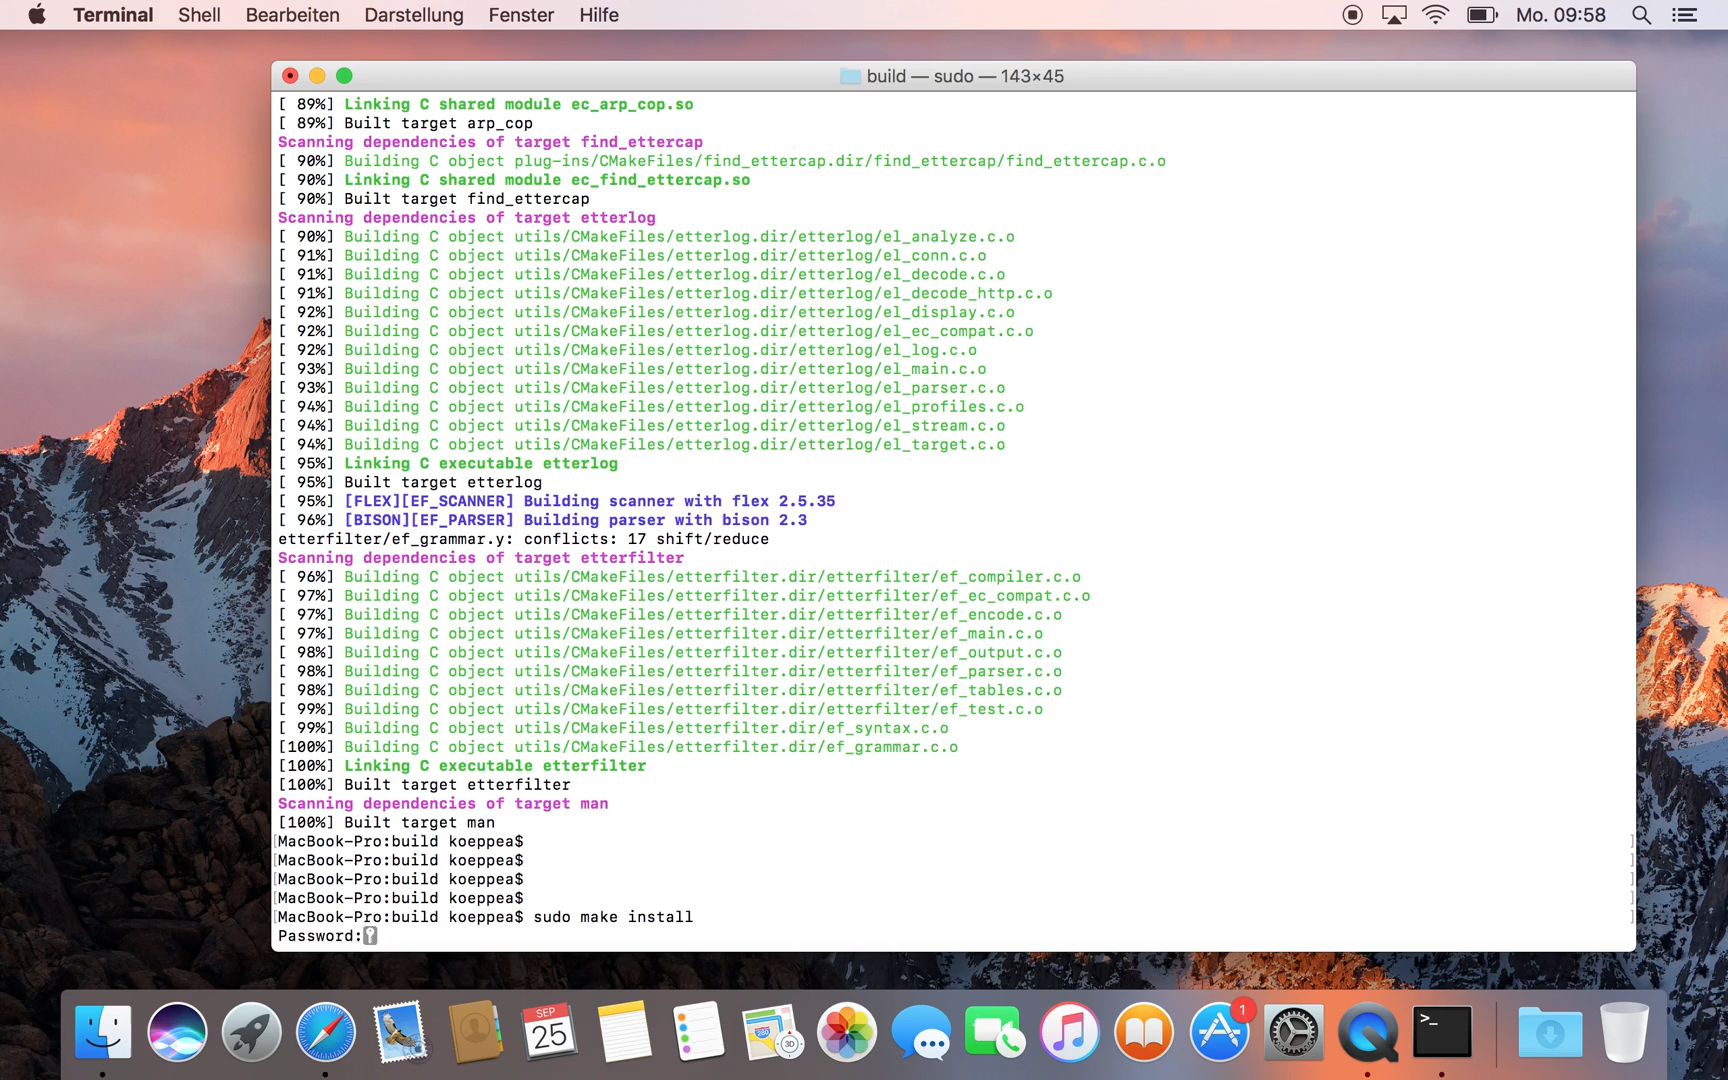 Terminal Shell Bearbeiten Darstellung Fenster Hilfe Mo. 09:58
build — sudo — 143×45
[ 89%] Linking C shared module ec_arp_cop.so
[ 89%] Built target arp_cop
Scanning dependencies of target find_ettercap
[ 90%] Building C object plug-ins/CMakeFiles/find_ettercap.dir/find_ettercap/find_ettercap.c.o
[ 90%] Linking C shared module ec_find_ettercap.so
[ 90%] Built target find_ettercap
Scanning dependencies of target etterlog
[ 90%] Building C object utils/CMakeFiles/etterlog.dir/etterlog/el_analyze.c.o
[ 91%] Building C object utils/CMakeFiles/etterlog.dir/etterlog/el_conn.c.o
[ 91%] Building C object utils/CMakeFiles/etterlog.dir/etterlog/el_decode.c.o
[ 91%] Building C object utils/CMakeFiles/etterlog.dir/etterlog/el_decode_http.c.o
[ 92%] Building C object utils/CMakeFiles/etterlog.dir/etterlog/el_display.c.o
[ 92%] Building C object utils/CMakeFiles/etterlog.dir/etterlog/el_ec_compat.c.o
[ 92%] Building C object utils/CMakeFiles/etterlog.dir/etterlog/el_log.c.o
[ 93%] Building C object utils/CMakeFiles/etterlog.dir/etterlog/el_main.c.o
[ 93%] Building C object utils/CMakeFiles/etterlog.dir/etterlog/el_parser.c.o
[ 94%] Building C object utils/CMakeFiles/etterlog.dir/etterlog/el_profiles.c.o
[ 94%] Building C object utils/CMakeFiles/etterlog.dir/etterlog/el_stream.c.o
[ 94%] Building C object utils/CMakeFiles/etterlog.dir/etterlog/el_target.c.o
[ 95%] Linking C executable etterlog
[ 95%] Built target etterlog
[ 95%] [FLEX][EF_SCANNER] Building scanner with flex 2.5.35
[ 96%] [BISON][EF_PARSER] Building parser with bison 2.3
etterfilter/ef_grammar.y: conflicts: 17 shift/reduce
Scanning dependencies of target etterfilter
[ 96%] Building C object utils/CMakeFiles/etterfilter.dir/etterfilter/ef_compiler.c.o
[ 97%] Building C object utils/CMakeFiles/etterfilter.dir/etterfilter/ef_ec_compat.c.o
[ 97%] Building C object utils/CMakeFiles/etterfilter.dir/etterfilter/ef_encode.c.o
[ 97%] Building C object utils/CMakeFiles/etterfilter.dir/etterfilter/ef_main.c.o
[ 98%] Building C object utils/CMakeFiles/etterfilter.dir/etterfilter/ef_output.c.o
[ 98%] Building C object utils/CMakeFiles/etterfilter.dir/etterfilter/ef_parser.c.o
[ 98%] Building C object utils/CMakeFiles/etterfilter.dir/etterfilter/ef_tables.c.o
[ 99%] Building C object utils/CMakeFiles/etterfilter.dir/etterfilter/ef_test.c.o
[ 99%] Building C object utils/CMakeFiles/etterfilter.dir/ef_syntax.c.o
[100%] Building C object utils/CMakeFiles/etterfilter.dir/ef_grammar.c.o
[100%] Linking C executable etterfilter
[100%] Built target etterfilter
Scanning dependencies of target man
[100%] Built target man
[MacBook-Pro:build koeppea$ ]
[MacBook-Pro:build koeppea$ ]
[MacBook-Pro:build koeppea$ ]
[MacBook-Pro:build koeppea$ ]
[MacBook-Pro:build koeppea$ sudo make install ]
Password:
SEP
25
280
3D
1
>_